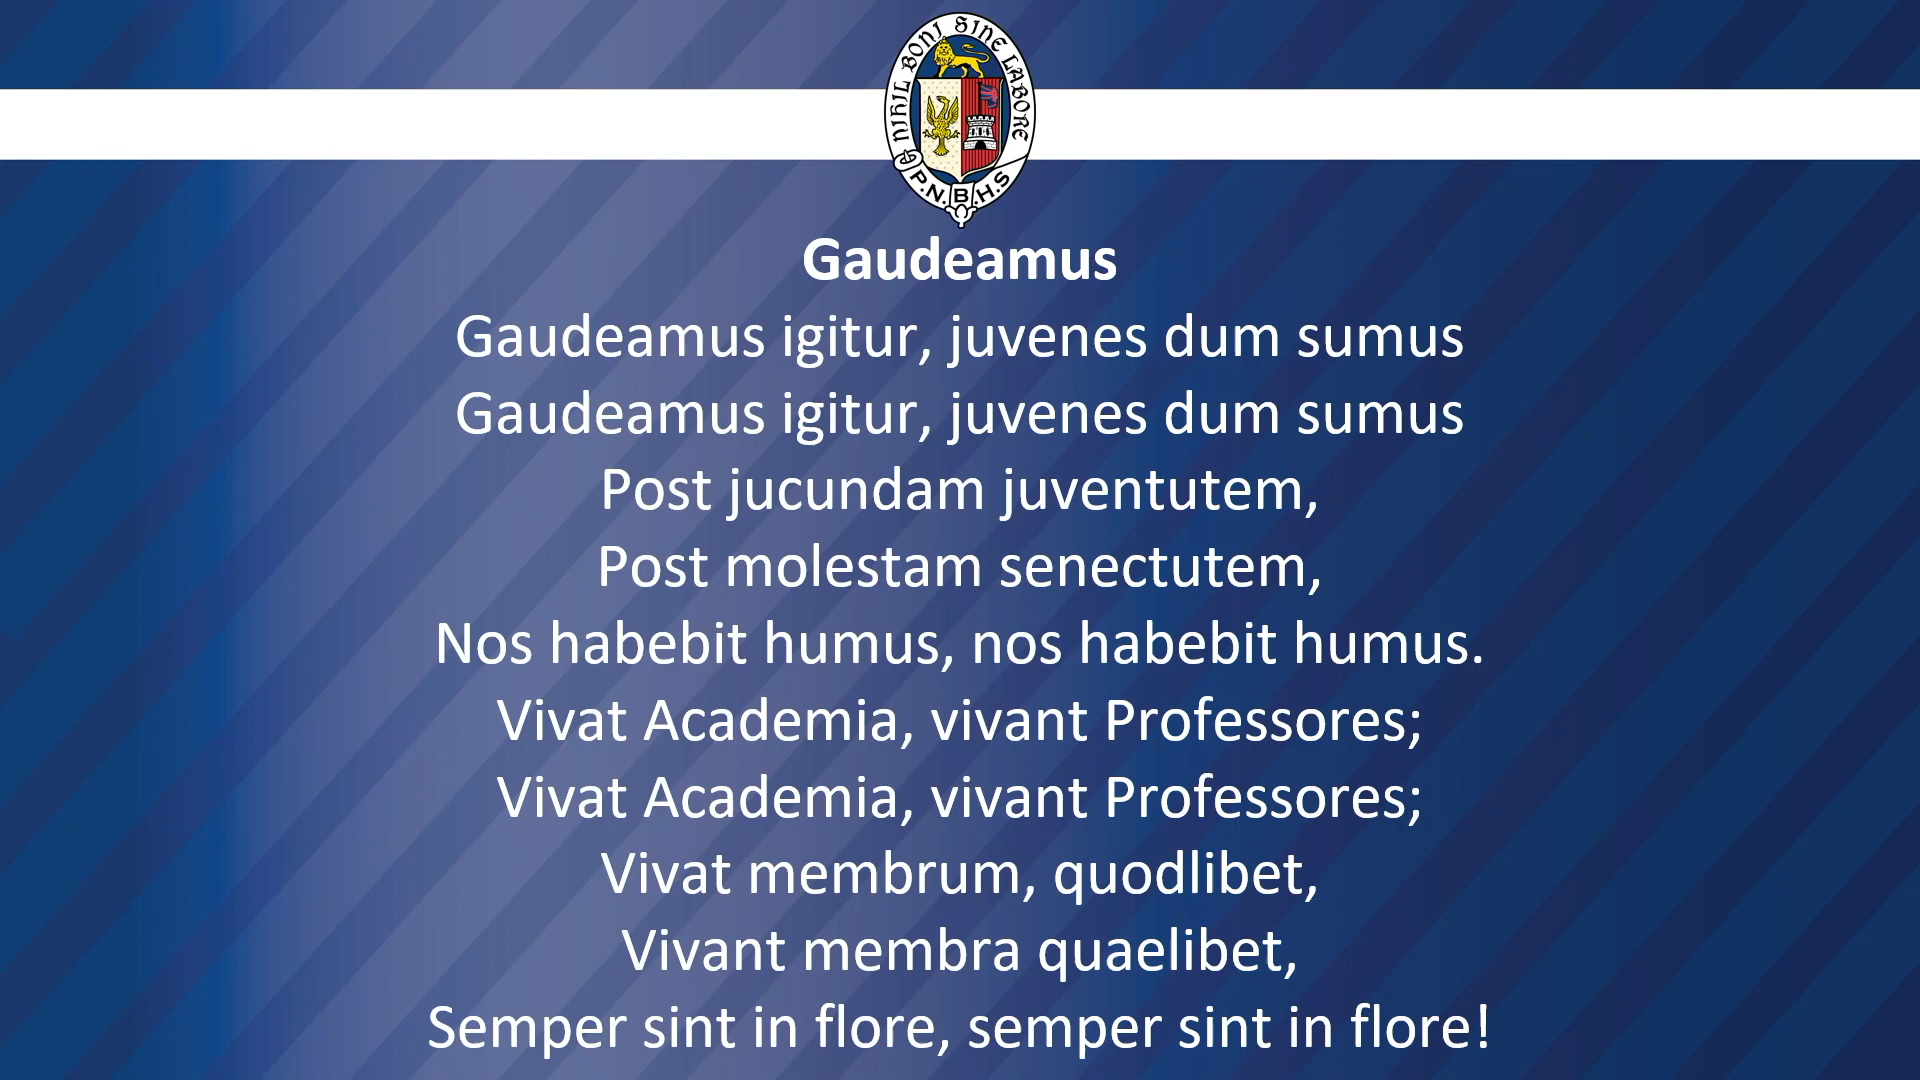 NIHIL BONI SINE LABORE
P.N.B.H.S
Gaudeamus
Gaudeamus igitur, juvenes dum sumus
Gaudeamus igitur, juvenes dum sumus
Post jucundam juventutem,
Post molestam senectutem,
Nos habebit humus, nos habebit humus.
Vivat Academia, vivant Professores;
Vivat Academia, vivant Professores;
Vivat membrum, quodlibet,
Vivant membra quaelibet,
Semper sint in flore, semper sint in flore!